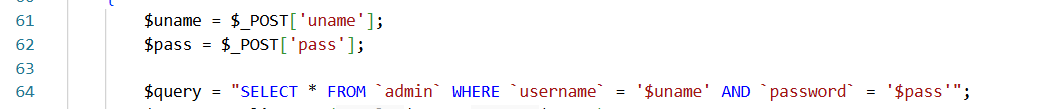 61 $uname = $_POST['uname'];
62 $pass = $_POST['pass'];
63
64 $query = "SELECT * FROM `admin` WHERE `username` = '$uname' AND `password` = '$pass'";